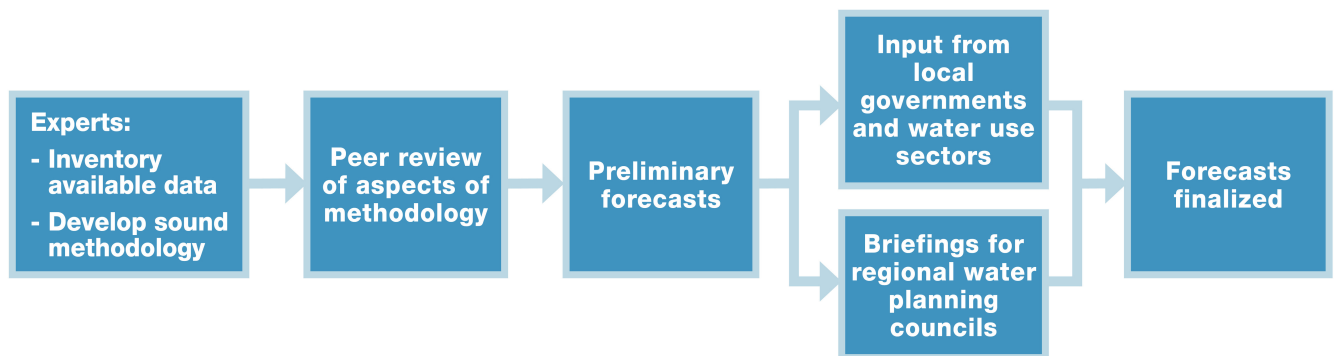 Experts:
- Inventory
available data
- Develop sound
methodology
Peer review
of aspects of
methodology
Preliminary
forecasts
Input from
local
governments
and water use
sectors
Briefings for
regional water
planning
councils
Forecasts
finalized